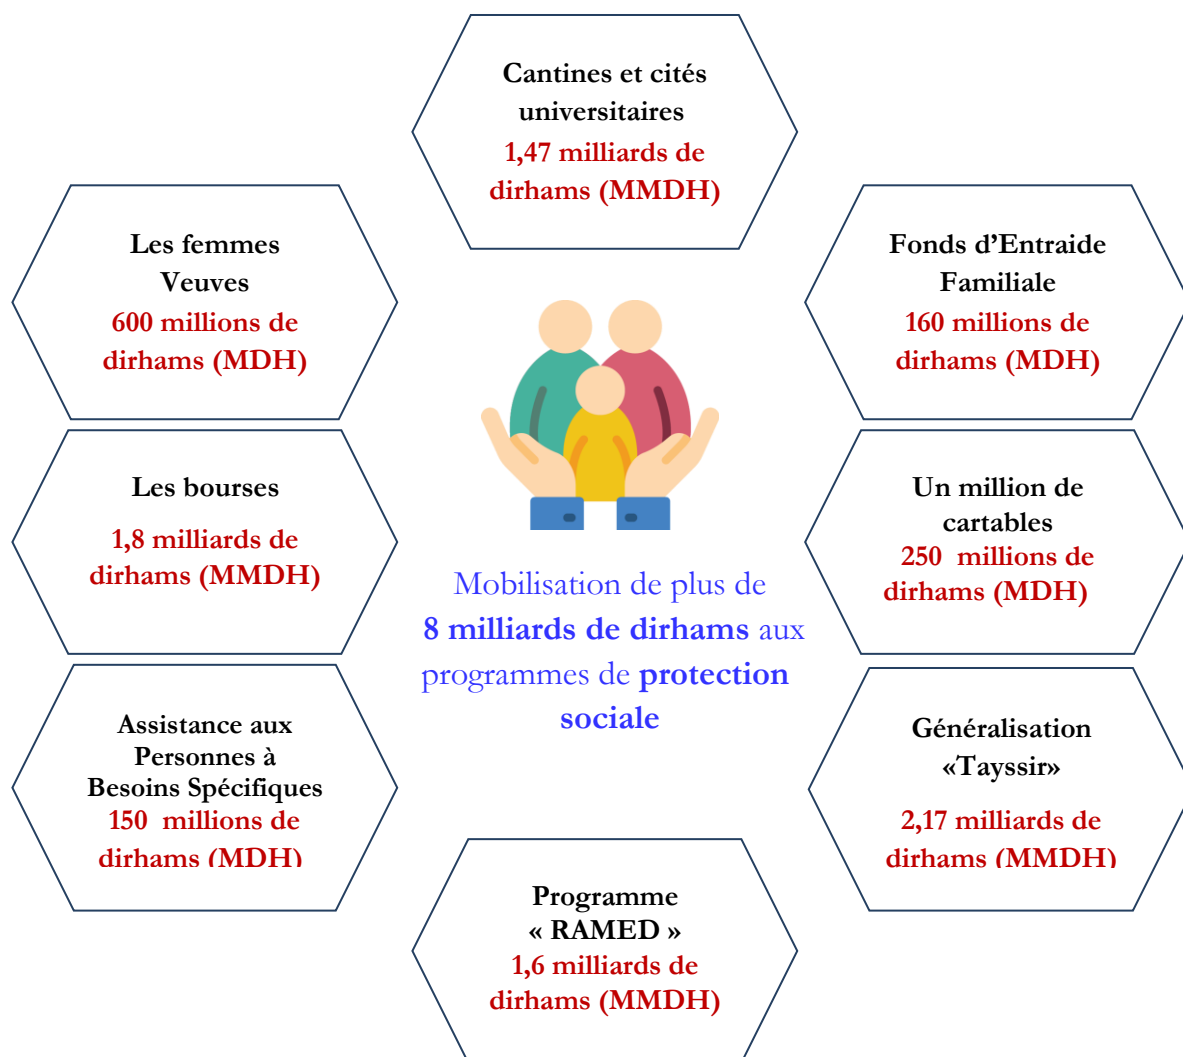 Cantines et cités
universitaires
1,47 milliards de
dirhams (MMDH)
Les femmes
Veuves
600 millions de
dirhams (MDH)
Fonds d’Entraide
Familiale
160 millions de
dirhams (MDH)
Les bourses
1,8 milliards de
dirhams (MMDH)
Un million de
cartables
250 millions de
dirhams (MDH)
Mobilisation de plus de
8 milliards de dirhams aux
programmes de protection
sociale
Assistance aux
Personnes à
Besoins Spécifiques
150 millions de
dirhams (MDH)
Généralisation
«Tayssir»
2,17 milliards de
dirhams (MMDH)
Programme
« RAMED »
1,6 milliards de
dirhams (MMDH)